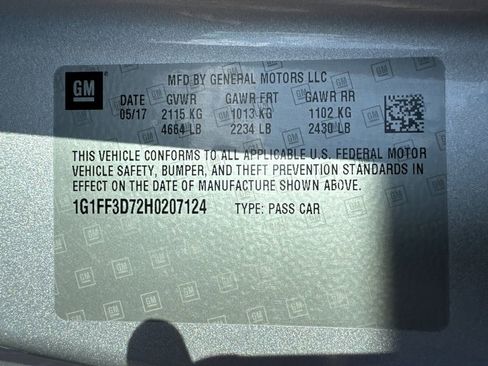 GM
MFD BY GENERAL MOTORS LLC
DATE GVWR GAWR FRT GAWR RR
05/17 2115 KG 1013 KG 1102 KG
4664 LB 2234 LB 2430 LB
THIS VEHICLE CONFORMS TO ALL APPLICABLE U.S. FEDERAL MOTOR
VEHICLE SAFETY, BUMPER, AND THEFT PREVENTION STANDARDS IN
EFFECT ON THE DATE OF MANUFACTURE SHOWN ABOVE.
1G1FF3D72H0207124 TYPE: PASS CAR